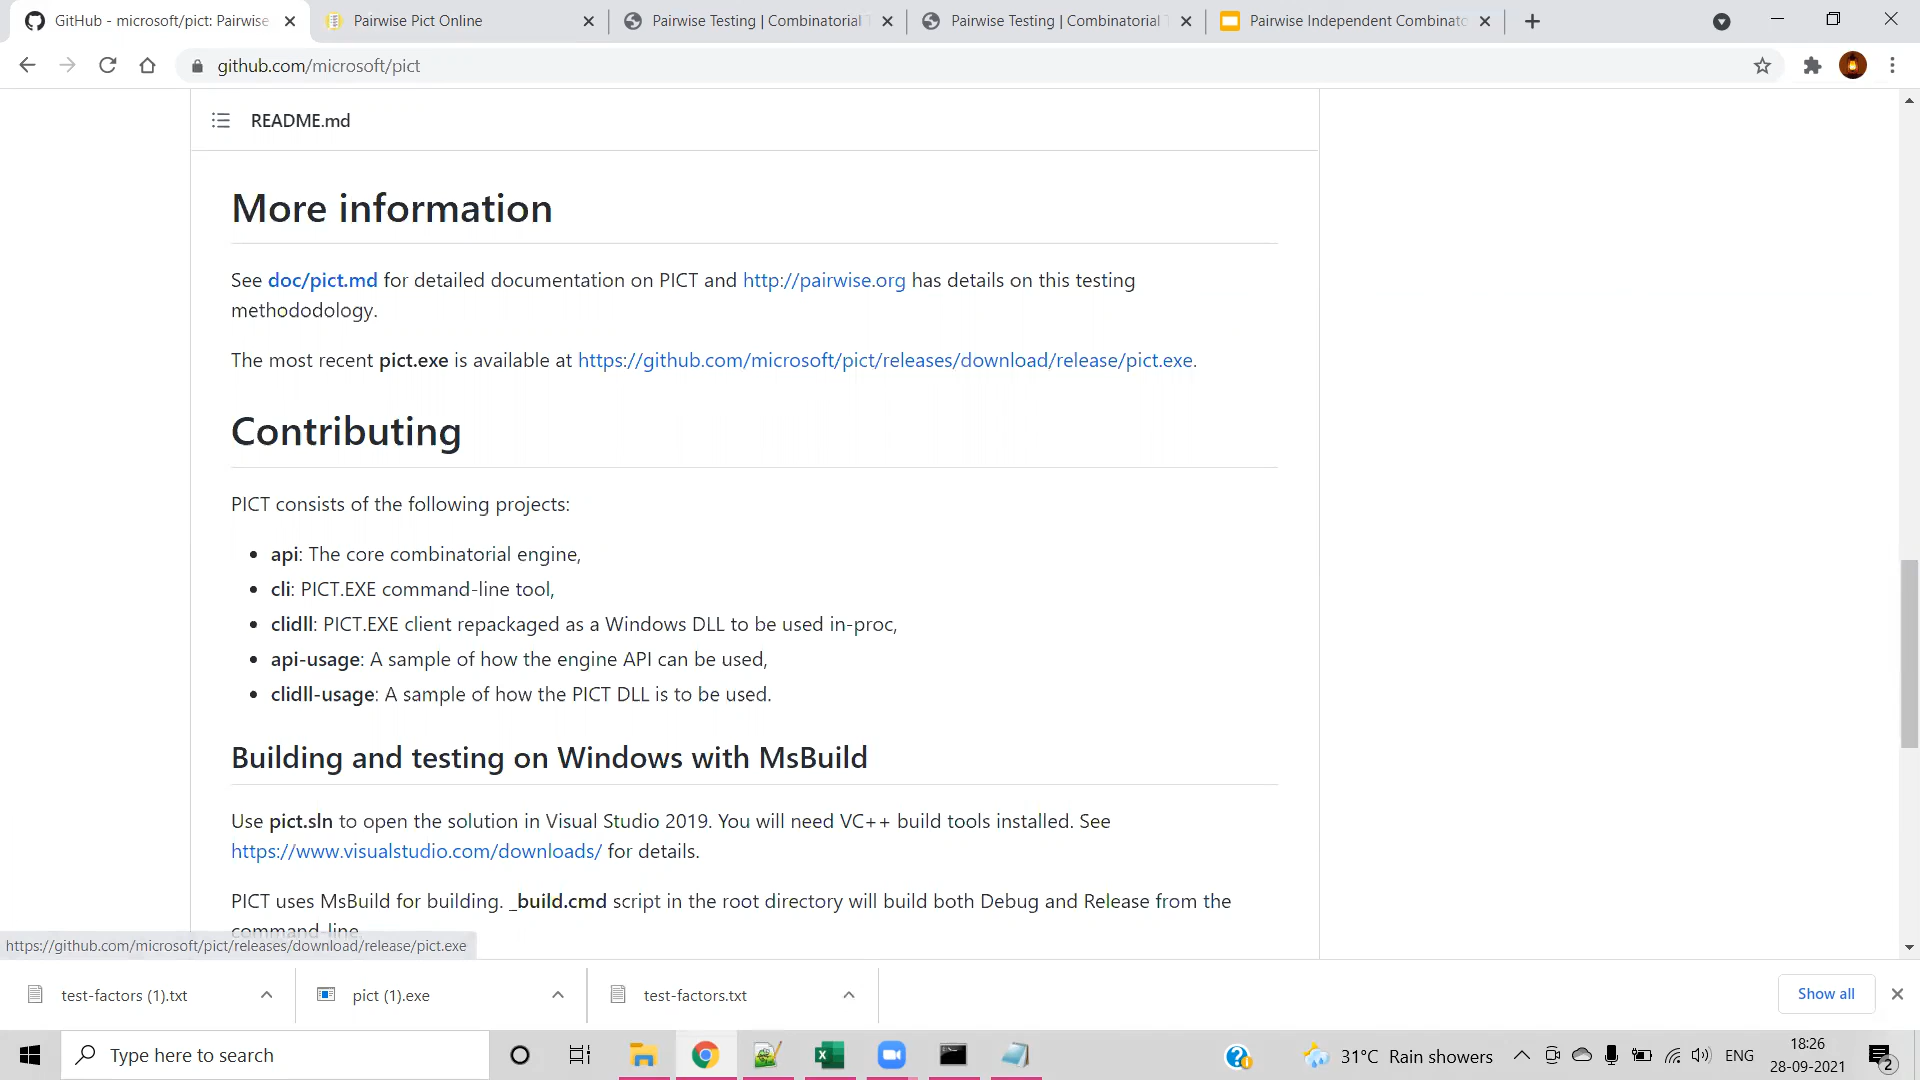 GitHub - microsoft/pict: Pairwise
Pairwise Pict Online
Pairwise Testing | Combinatorial T
Pairwise Testing | Combinatorial T
Pairwise Independent Combinato
github.com/microsoft/pict
README.md
More information
See doc/pict.md for detailed documentation on PICT and http://pairwise.org has details on this testing
methododology.
The most recent pict.exe is available at https://github.com/microsoft/pict/releases/download/release/pict.exe.
Contributing
PICT consists of the following projects:
• api: The core combinatorial engine,
• cli: PICT.EXE command-line tool,
• clidll: PICT.EXE client repackaged as a Windows DLL to be used in-proc,
• api-usage: A sample of how the engine API can be used,
• clidll-usage: A sample of how the PICT DLL is to be used.
Building and testing on Windows with MsBuild
Use pict.sln to open the solution in Visual Studio 2019. You will need VC++ build tools installed. See
https://www.visualstudio.com/downloads/ for details.
PICT uses MsBuild for building. _build.cmd script in the root directory will build both Debug and Release from the
command-line.
https://github.com/microsoft/pict/releases/download/release/pict.exe
test-factors (1).txt
pict (1).exe
test-factors.txt
Show all
Type here to search
31°C Rain showers
ENG
18:26
28-09-2021
2